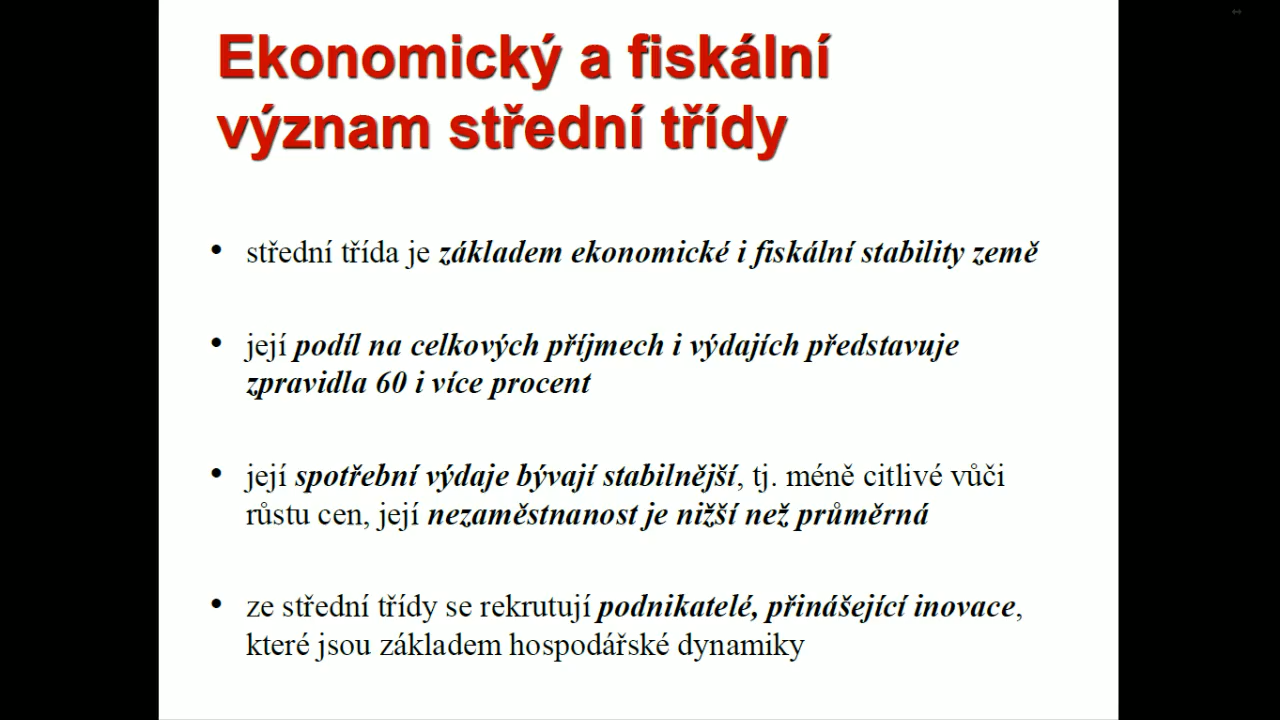 Ekonomický a fiskální
význam střední třídy
• střední třída je základem ekonomické i fiskální stability země
• její podíl na celkových příjmech i výdajích představuje
zpravidla 60 i více procent
• její spotřební výdaje bývají stabilnější, tj. méně citlivé vůči
růstu cen, její nezaměstnanost je nižší než průměrná
• ze střední třídy se rekrutují podnikatelé, přinášející inovace,
které jsou základem hospodářské dynamiky